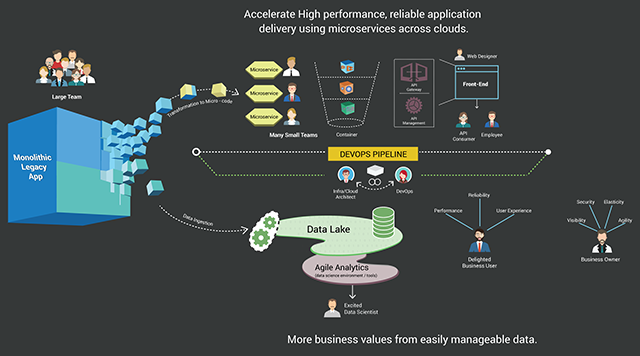 Accelerate High performance, reliable application
delivery using microservices across clouds.
Large Team
Monolithic
Legacy
App
Transformation to Micro - code
Microservice
Microservice
Microservice
Many Small Teams
Container
API
Gateway
API
Management
Web Designer
Front-End
API
Consumer
Employee
DEVOPS PIPELINE
Infra/Cloud
Architect
DevOps
Data Ingestion
Data Lake
Agile Analytics
(data science environment / tools)
Excited
Data Scientist
Reliability
Performance
User Experience
Delighted
Business User
Security
Elasticity
Visibility
Agility
Business Owner
More business values from easily manageable data.